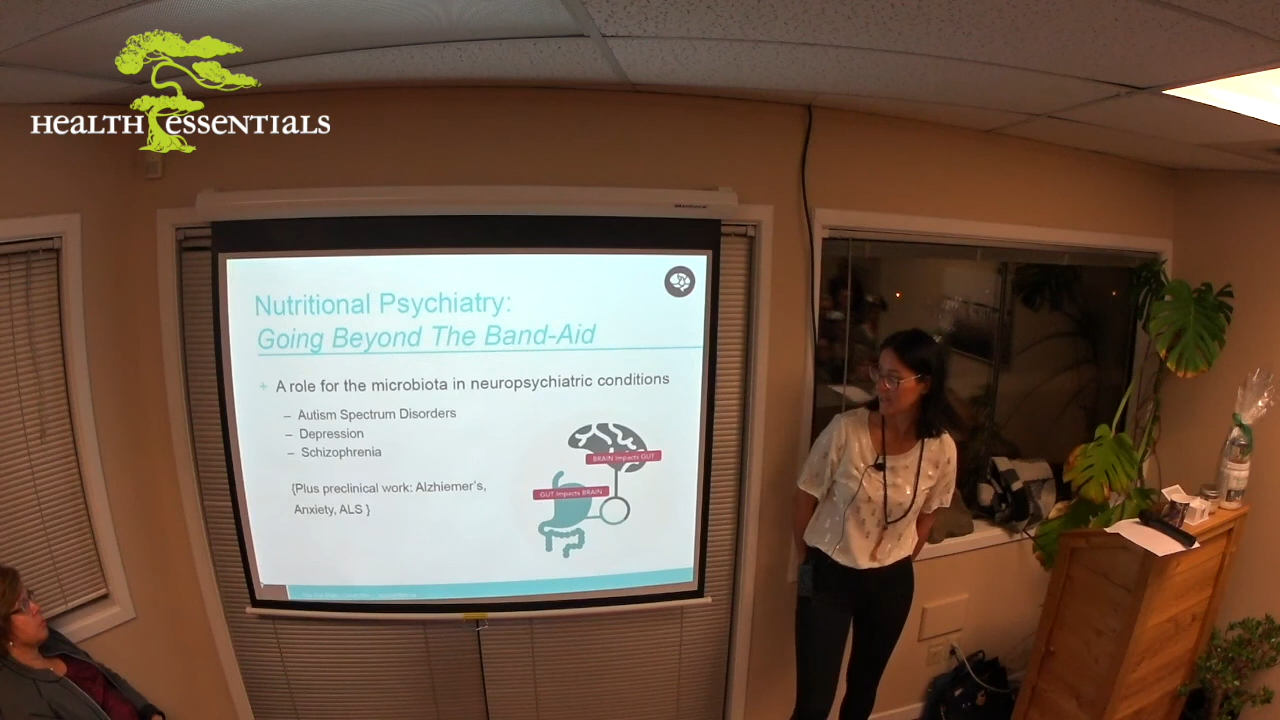 HEALTH ESSENTIALS
Nutritional Psychiatry:
Going Beyond The Band-Aid
+ A role for the microbiota in neuropsychiatric conditions
– Autism Spectrum Disorders
– Depression
– Schizophrenia
{Plus preclinical work: Alzhiemer's,
Anxiety, ALS }
BRAIN Impacts GUT
GUT Impacts BRAIN